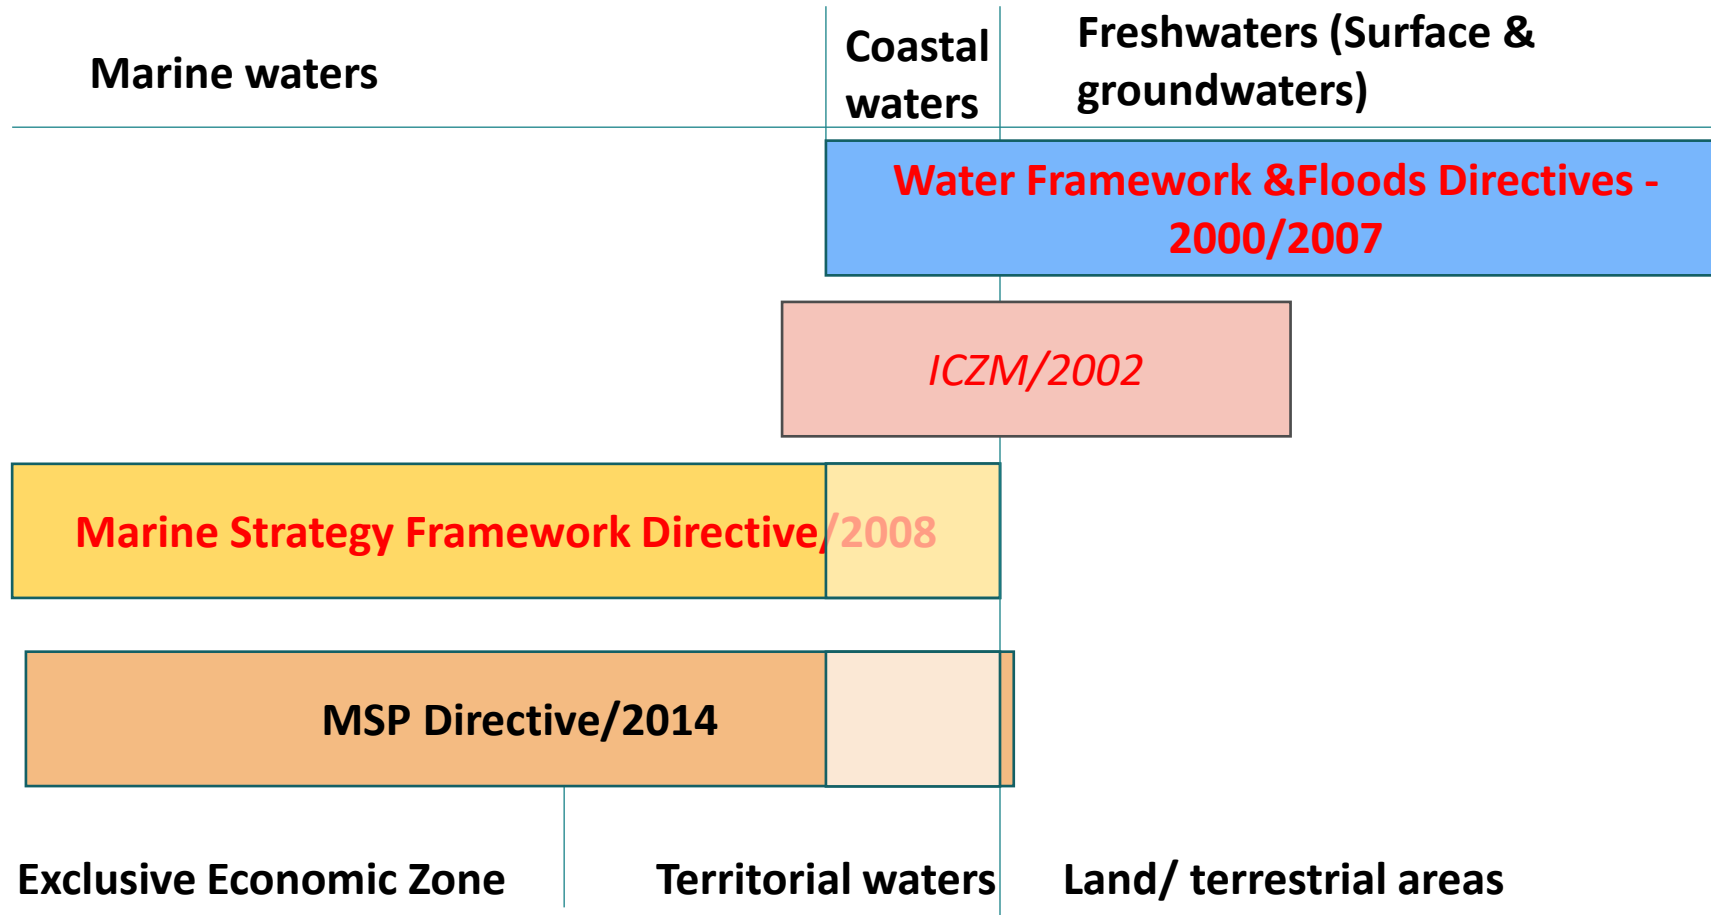 Marine waters
Coastal
waters
Freshwaters (Surface &
groundwaters)
Water Framework &Floods Directives -
2000/2007
ICZM/2002
Marine Strategy Framework Directive/2008
MSP Directive/2014
Exclusive Economic Zone
Territorial waters
Land/ terrestrial areas